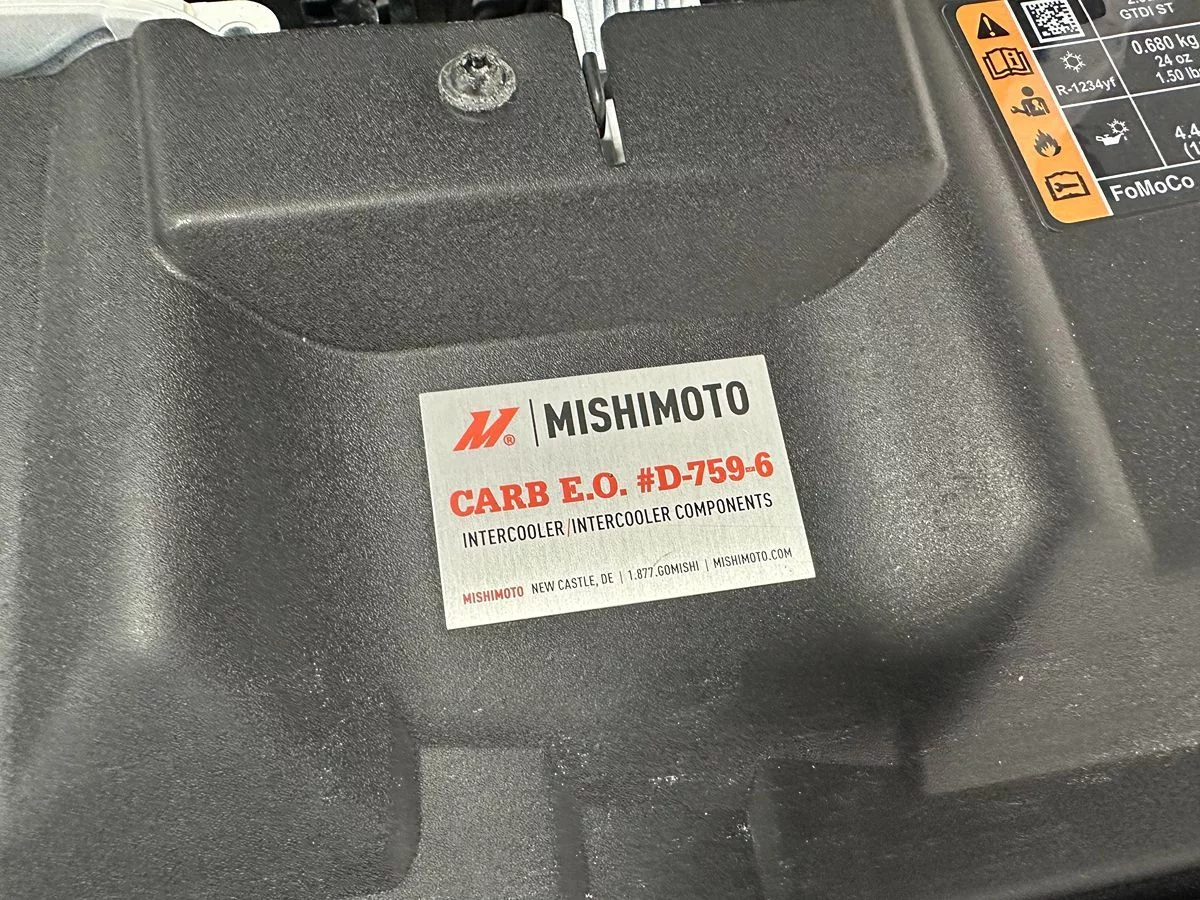 MISHIMOTO
CARB E.O. #D-759-6
INTERCOOLER/INTERCOOLER COMPONENTS
MISHIMOTO NEW CASTLE, DE | 1.877.GOMISHI | MISHIMOTO.COM
GTDI ST
R-1234yf
0.680 kg
24 oz
1.50 lb
FoMoCo